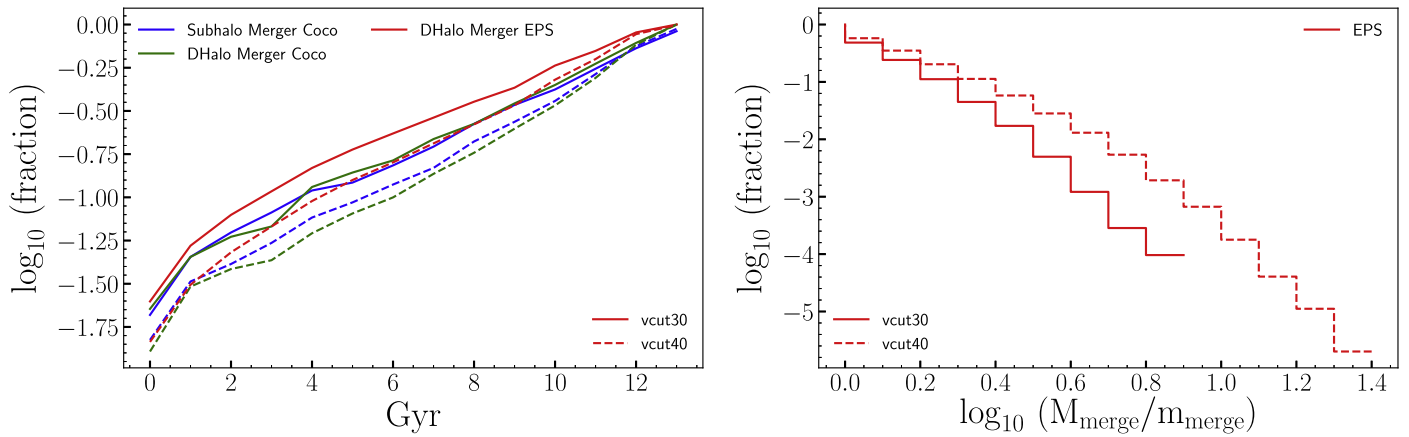 0.00
−0.25
−0.50
−0.75
−1.00
−1.25
−1.50
−1.75
log10 (fraction)
Subhalo Merger Coco
DHalo Merger Coco
DHalo Merger EPS
vcut30
vcut40
0 2 4 6 8 10 12
Gyr
0
−1
−2
−3
−4
−5
log10 (fraction)
EPS
vcut30
vcut40
0.0 0.2 0.4 0.6 0.8 1.0 1.2 1.4
log10 (Mmerge/mmerge)